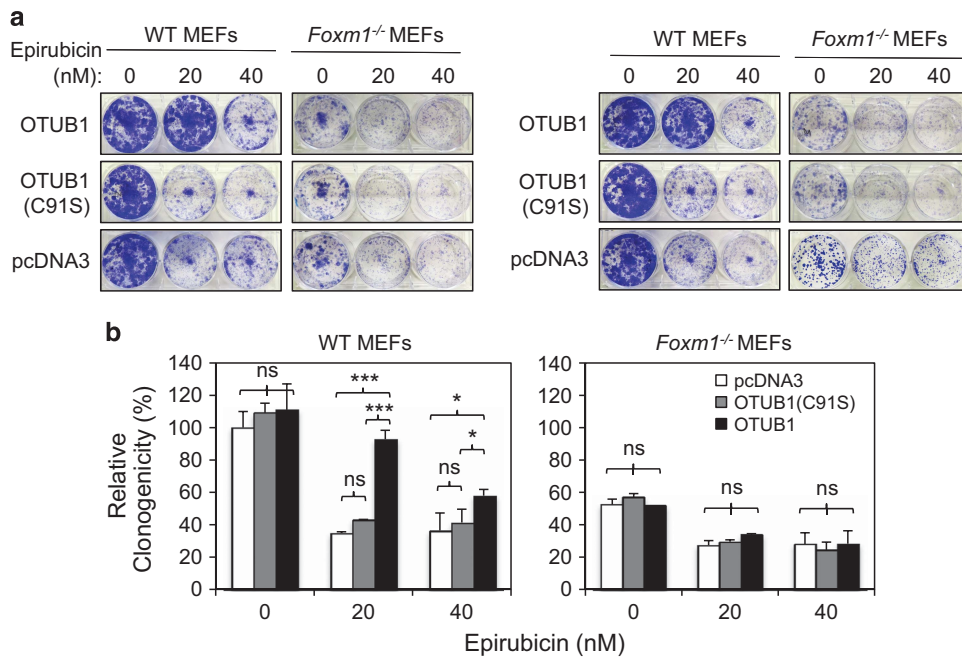 a
WT MEFs Foxm1-/- MEFs WT MEFs Foxm1-/- MEFs
Epirubicin
(nM): 0 20 40 0 20 40 0 20 40 0 20 40
OTUB1 OTUB1
OTUB1 (C91S) OTUB1 (C91S)
pcDNA3 pcDNA3
b
WT MEFs Foxm1-/- MEFs
Relative Clonogenicity (%)
140 140
120 120
100 100
80 80
60 60
40 40
20 20
0 0
ns *** *** ns * * ns
pcDNA3
OTUB1(C91S)
OTUB1
ns ns ns
0 20 40 0 20 40
Epirubicin (nM)